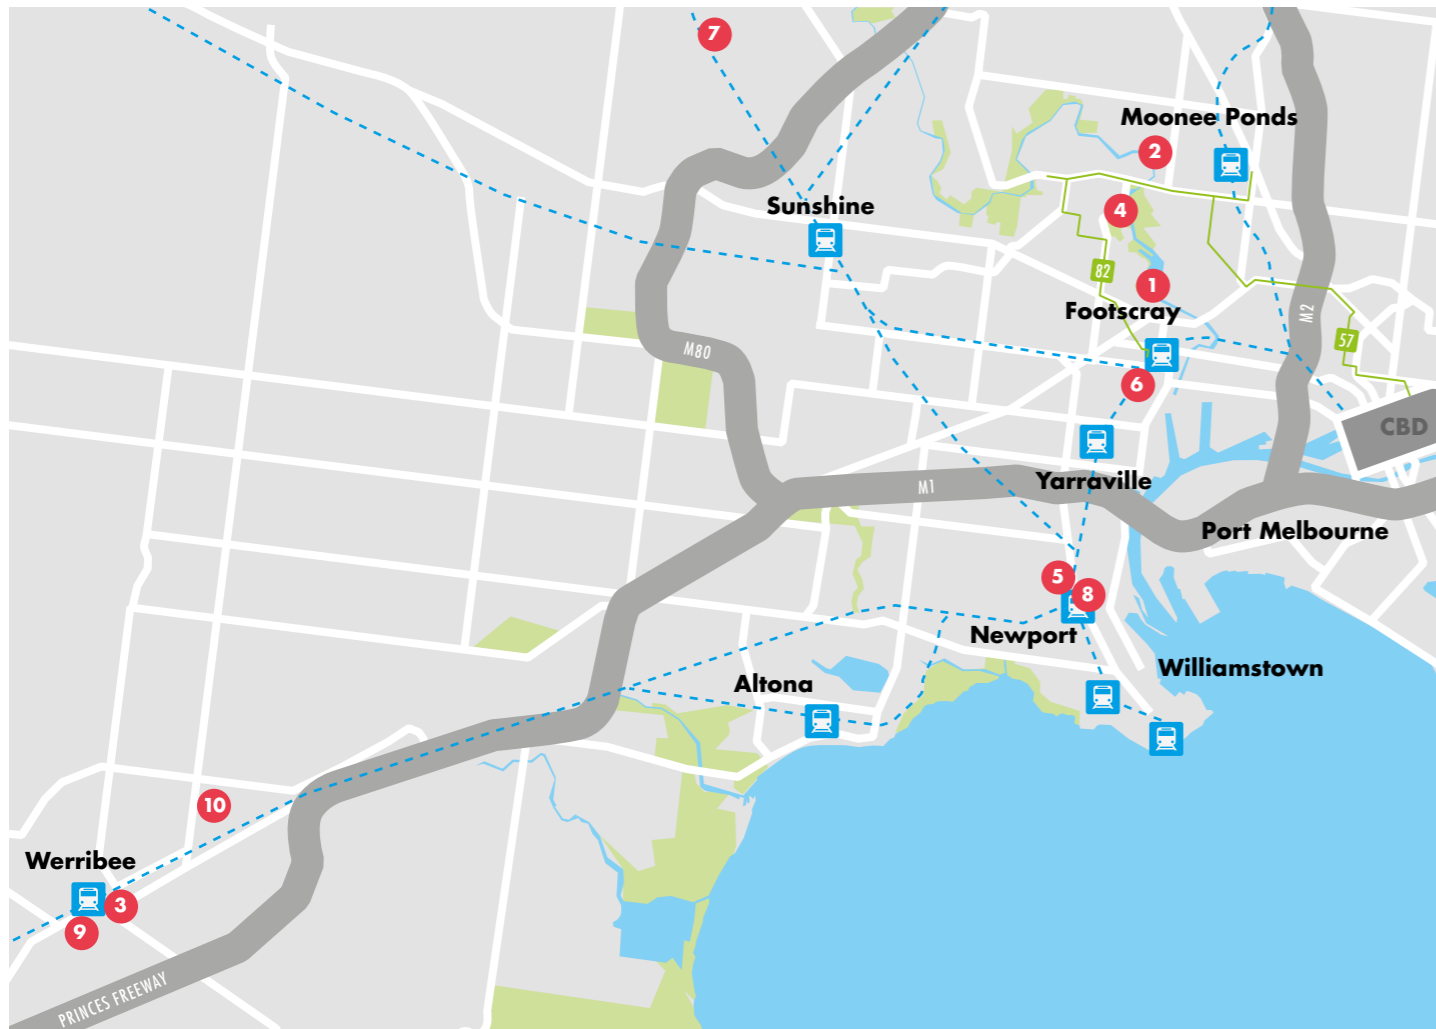 7
Moonee Ponds
2
Sunshine
4
82
1
Footscray
M2
57
M80
6
CBD
Yarraville
M1
Port Melbourne
5
8
Newport
Williamstown
Altona
10
Werribee
3
9
PRINCES FREEWAY